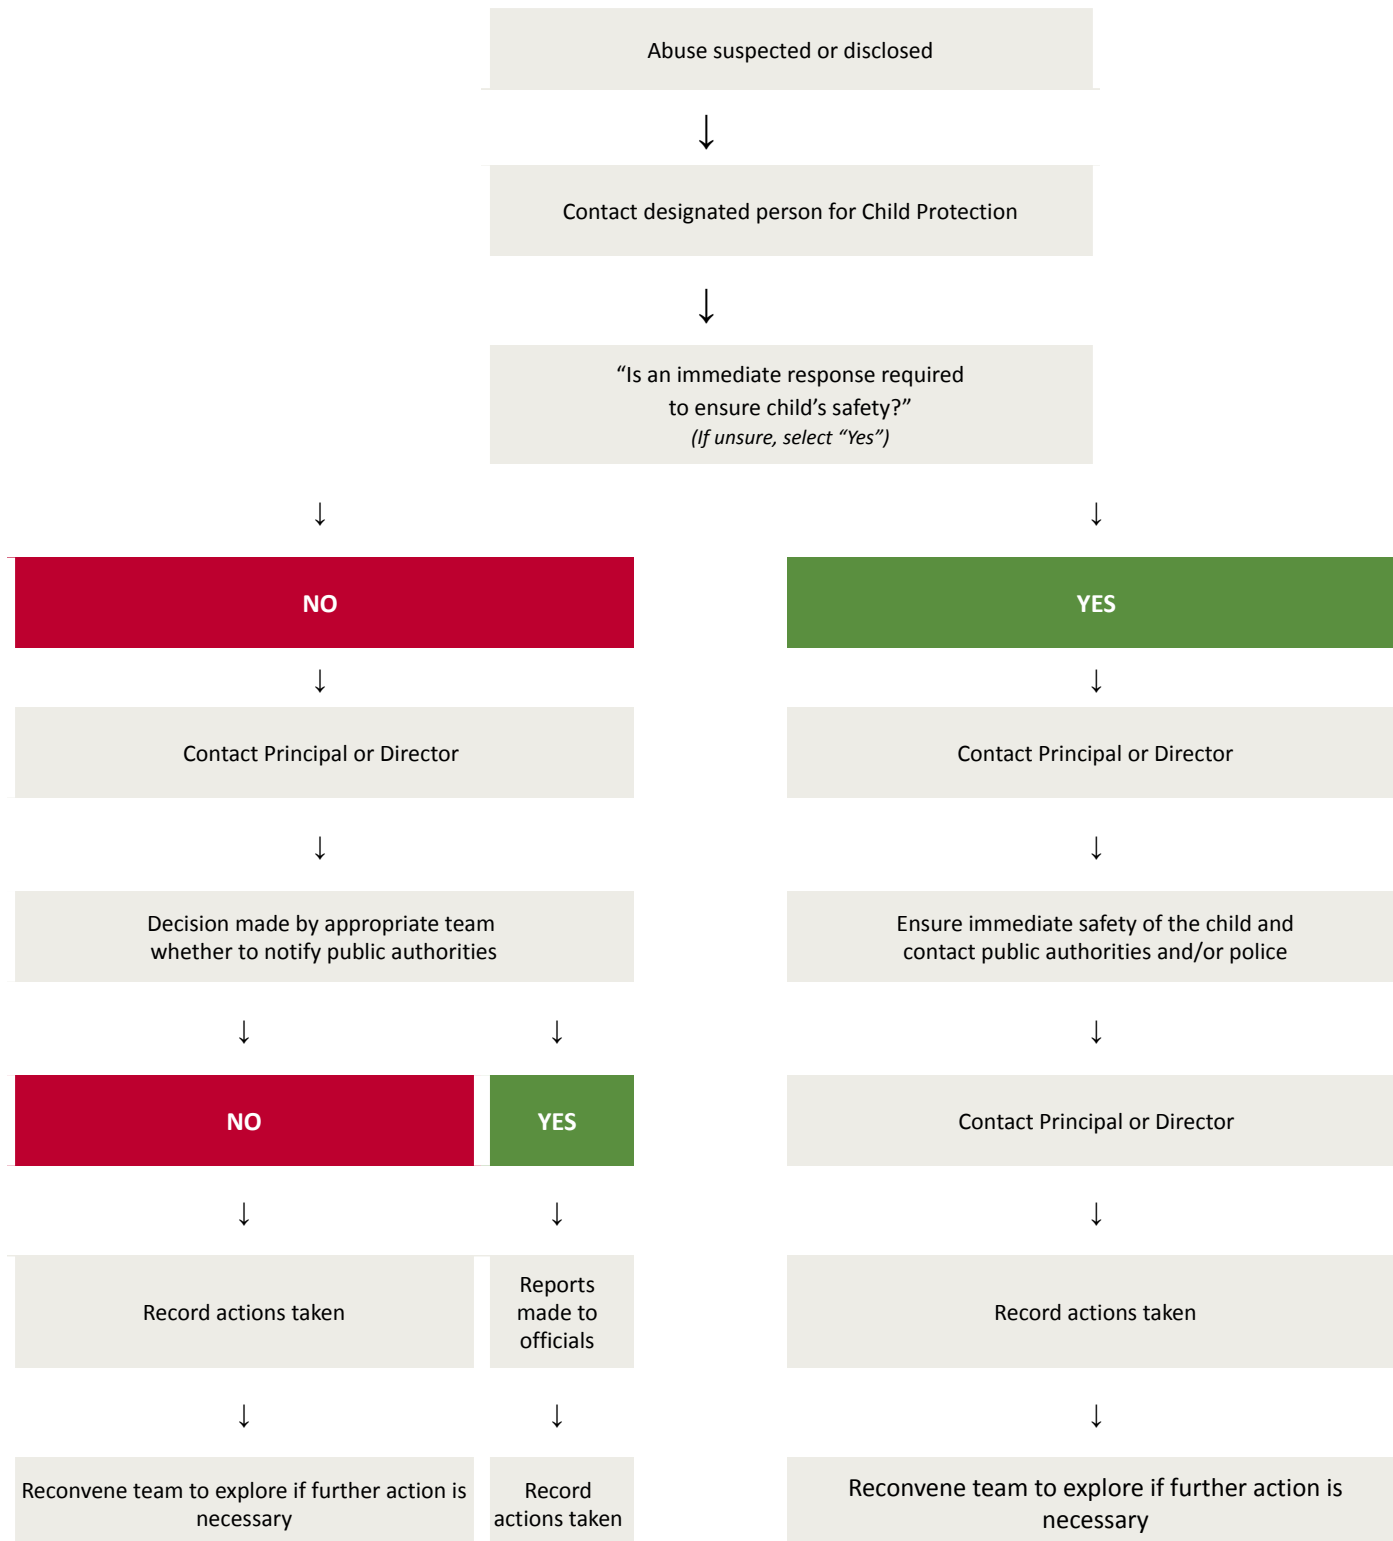 Abuse suspected or disclosed
↓
Contact designated person for Child Protection
↓
“Is an immediate response required
to ensure child’s safety?”
(If unsure, select “Yes”)
↓ ↓
NO YES
↓ ↓
Contact Principal or Director Contact Principal or Director
↓ ↓
Decision made by appropriate team
whether to notify public authorities
Ensure immediate safety of the child and
contact public authorities and/or police
↓ ↓ ↓
NO YES Contact Principal or Director
↓ ↓ ↓
Record actions taken
Reports
made to
officials
Record actions taken
↓ ↓ ↓
Reconvene team to explore if further action is
necessary
Record
actions taken
Reconvene team to explore if further action is
necessary